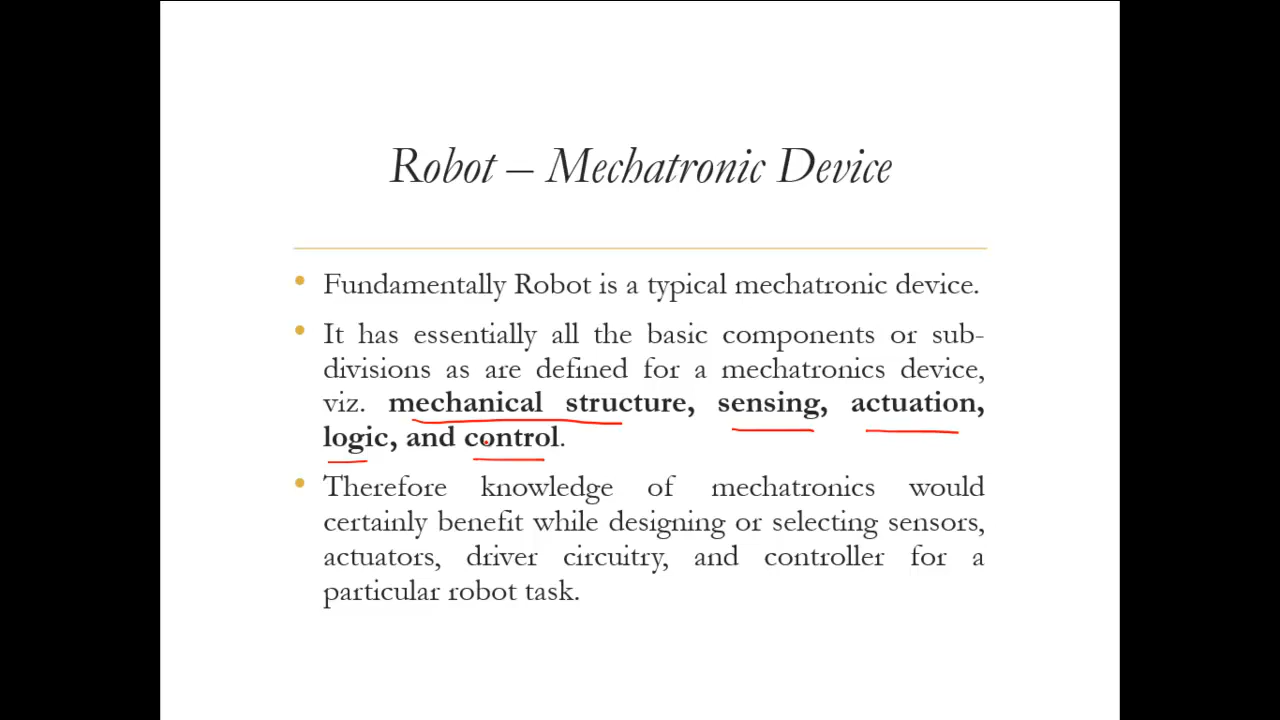 Robot – Mechatronic Device
• Fundamentally Robot is a typical mechatronic device.
• It has essentially all the basic components or sub-
divisions as are defined for a mechatronics device,
viz. mechanical structure, sensing, actuation,
logic, and control.
• Therefore knowledge of mechatronics would
certainly benefit while designing or selecting sensors,
actuators, driver circuitry, and controller for a
particular robot task.